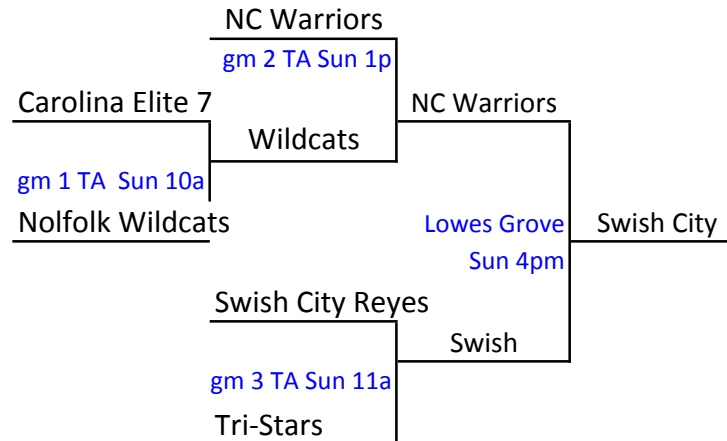 NC Warriors
gm 2 TA Sun 1p
Carolina Elite 7
NC Warriors
Wildcats
gm 1 TA  Sun 10a
Nolfolk Wildcats
Lowes Grove
Swish City
Sun 4pm
Swish City Reyes
Swish
gm 3 TA Sun 11a
Tri-Stars